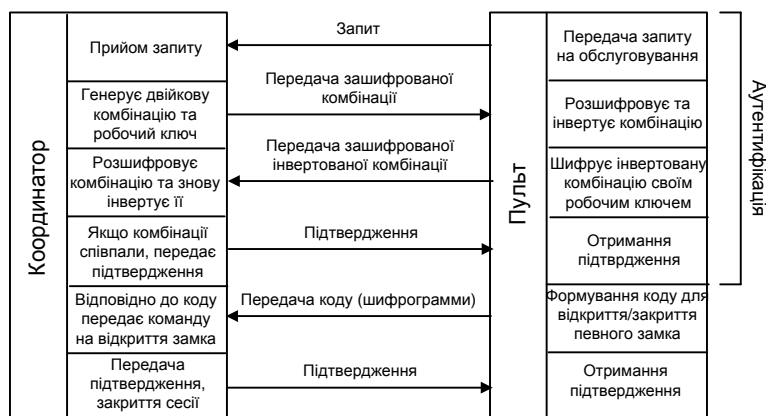 Координатор
Прийом запиту
Запит
Пульт
Передача запиту
на обслуговування
Аутентифікація
Генерує двійкову
комбінацію та
робочий ключ
Передача зашифрованої
комбінації
Розшифровує та
інвертує комбінацію
Розшифровує
комбінацію та знову
інвертує її
Передача зашифрованої
інвертованої комбінації
Шифрує інвертовану
комбінацію своїм
робочим ключем
Якщо комбінації
співпали, передає
підтвердження
Підтвердження
Отримання
підтврдження
Відповідно до коду
передає команду
на відкриття замка
Передача коду (шифрограмми)
Формування коду для
відкриття/закриття
певного замка
Передача
підтвердження,
закриття сесії
Підтвердження
Отримання
підтвердження